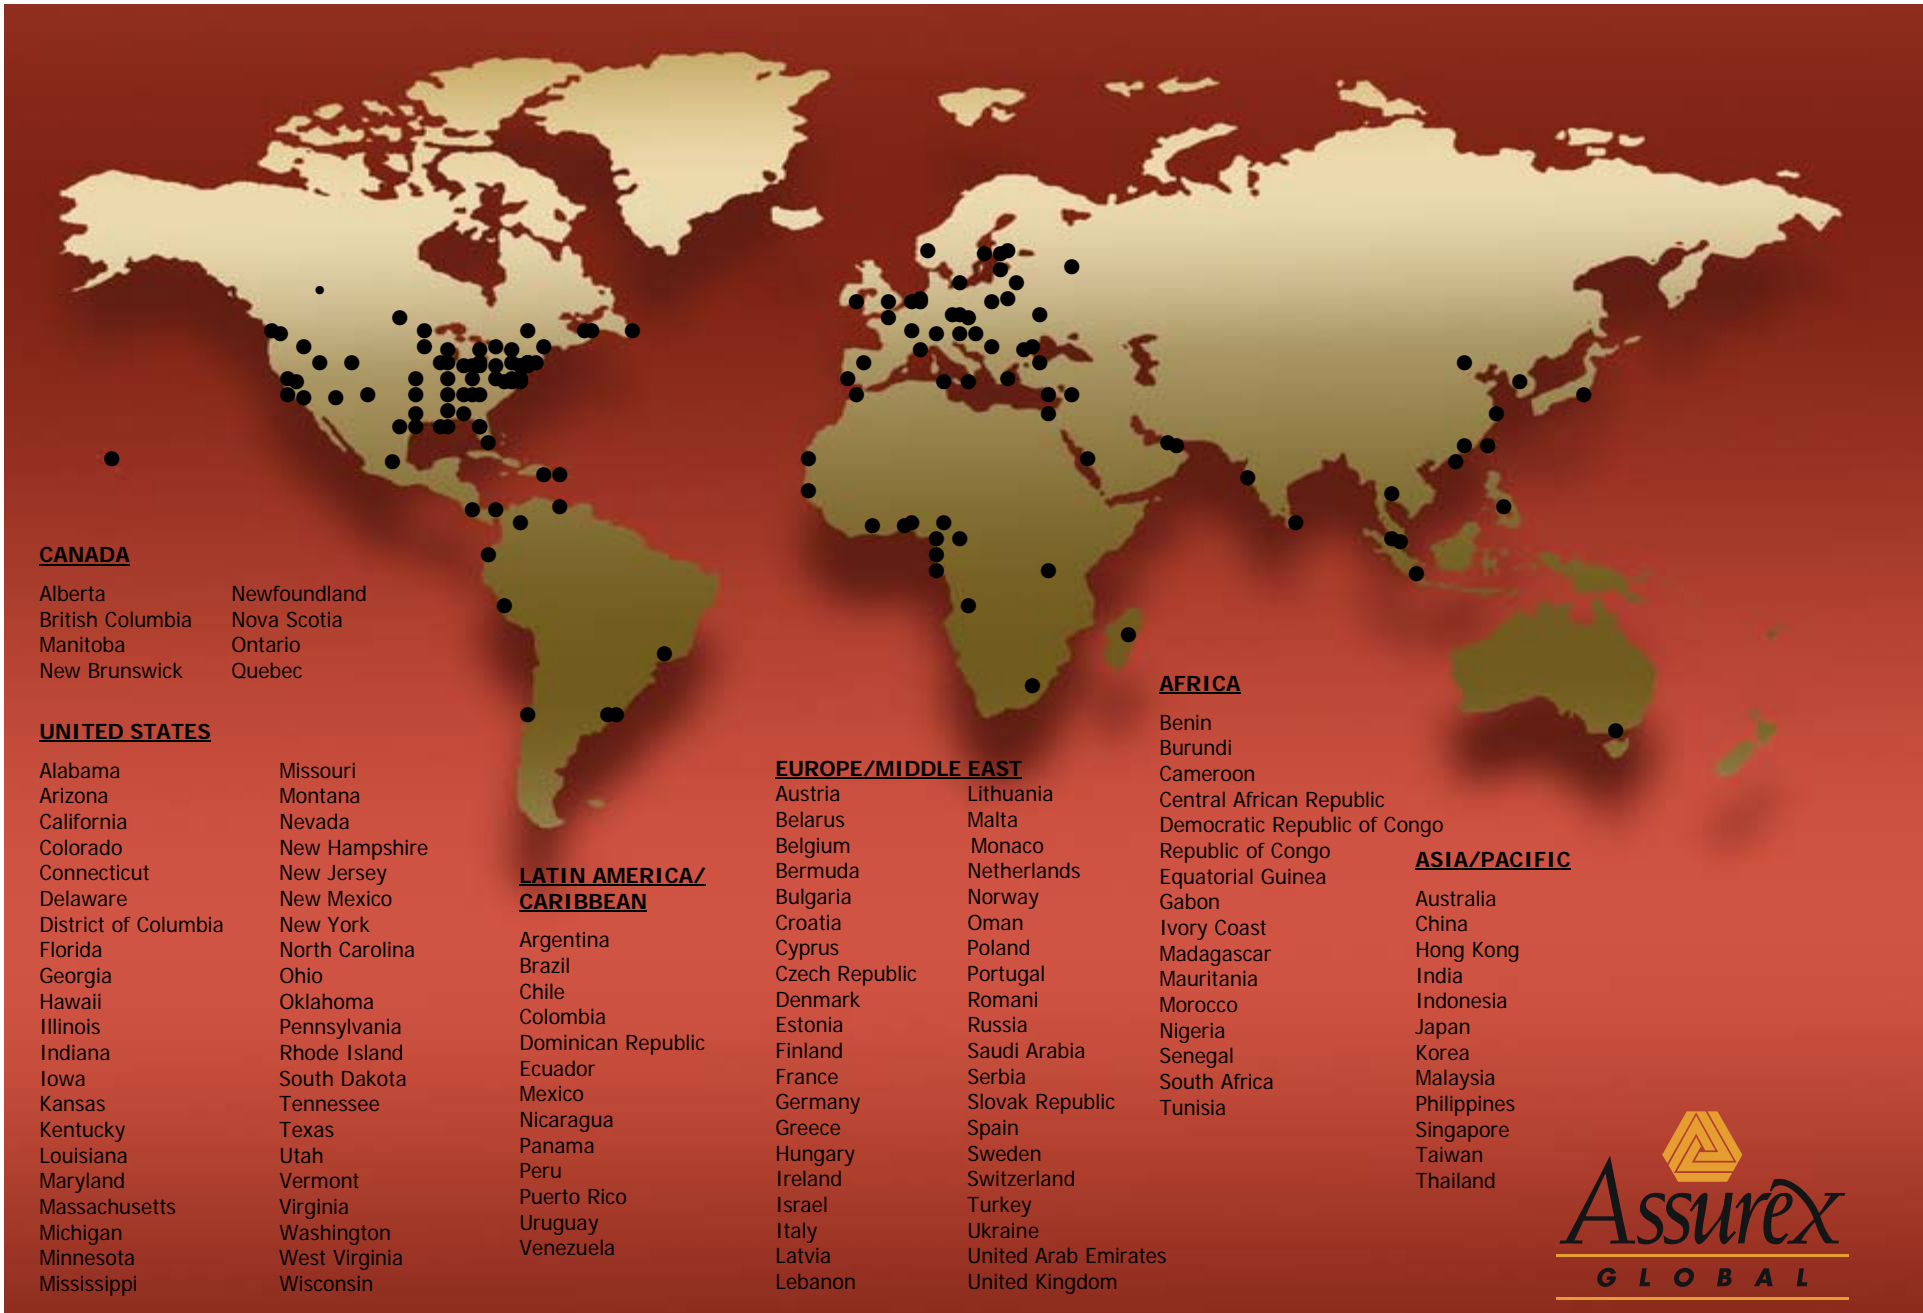 CANADA
Alberta
British Columbia
Manitoba
New Brunswick
Newfoundland
Nova Scotia
Ontario
Quebec
UNITED STATES
Alabama
Arizona
California
Colorado
Connecticut
Delaware
District of Columbia
Florida
Georgia
Hawaii
Illinois
Indiana
Iowa
Kansas
Kentucky
Louisiana
Maryland
Massachusetts
Michigan
Minnesota
Mississippi
Missouri
Montana
Nevada
New Hampshire
New Jersey
New Mexico
New York
North Carolina
Ohio
Oklahoma
Pennsylvania
Rhode Island
South Dakota
Tennessee
Texas
Utah
Vermont
Virginia
Washington
West Virginia
Wisconsin
LATIN AMERICA/
CARIBBEAN
Argentina
Brazil
Chile
Colombia
Dominican Republic
Ecuador
Mexico
Nicaragua
Panama
Peru
Puerto Rico
Uruguay
Venezuela
EUROPE/MIDDLE EAST
Austria
Belarus
Belgium
Bermuda
Bulgaria
Croatia
Cyprus
Czech Republic
Denmark
Estonia
Finland
France
Germany
Greece
Hungary
Ireland
Israel
Italy
Latvia
Lebanon
Lithuania
Malta
Monaco
Netherlands
Norway
Oman
Poland
Portugal
Romani
Russia
Saudi Arabia
Serbia
Slovak Republic
Spain
Sweden
Switzerland
Turkey
Ukraine
United Arab Emirates
United Kingdom
AFRICA
Benin
Burundi
Cameroon
Central African Republic
Democratic Republic of Congo
Republic of Congo
Equatorial Guinea
Gabon
Ivory Coast
Madagascar
Mauritania
Morocco
Nigeria
Senegal
South Africa
Tunisia
ASIA/PACIFIC
Australia
China
Hong Kong
India
Indonesia
Japan
Korea
Malaysia
Philippines
Singapore
Taiwan
Thailand
Assurex
GLOBAL